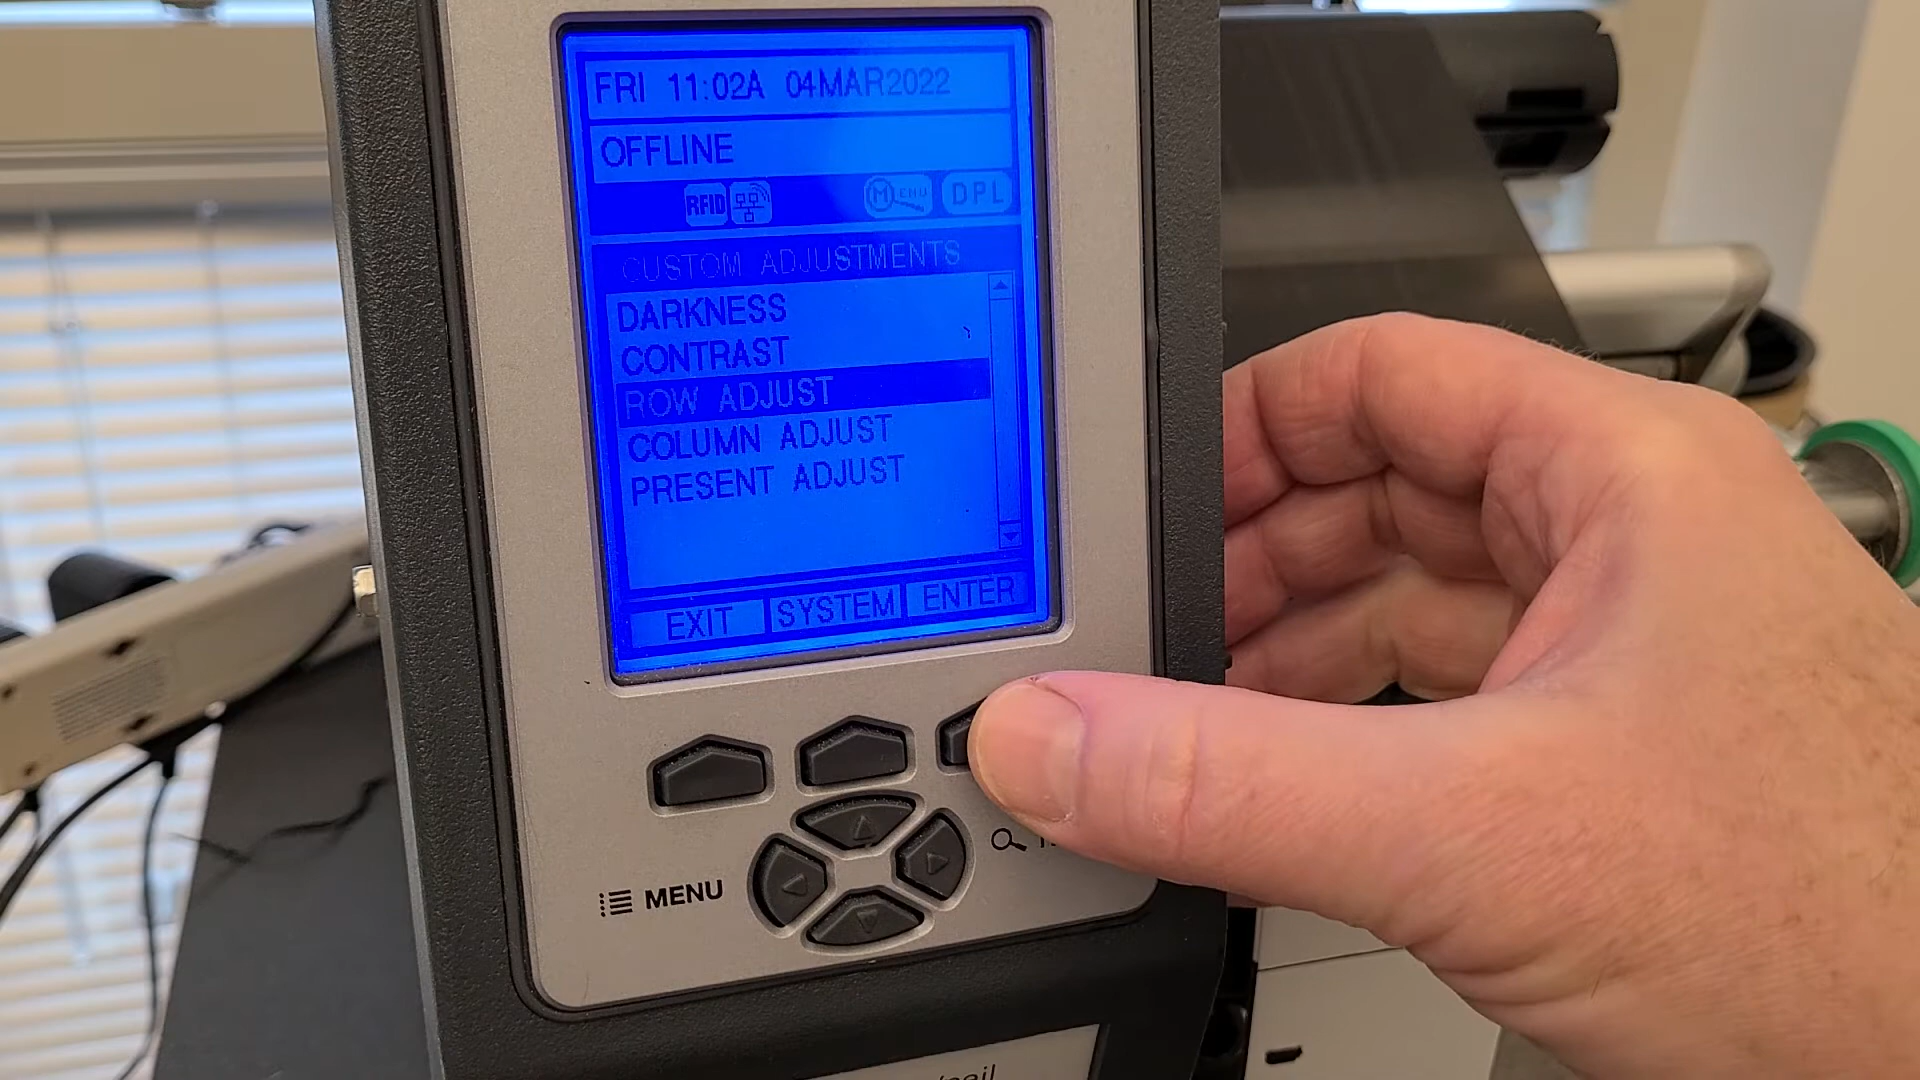 FRI 11:02A 04MAR2022
OFFLINE
RFID MENU DPL
CUSTOM ADJUSTMENTS
DARKNESS
CONTRAST
ROW ADJUST
COLUMN ADJUST
PRESENT ADJUST
EXIT SYSTEM ENTER
MENU